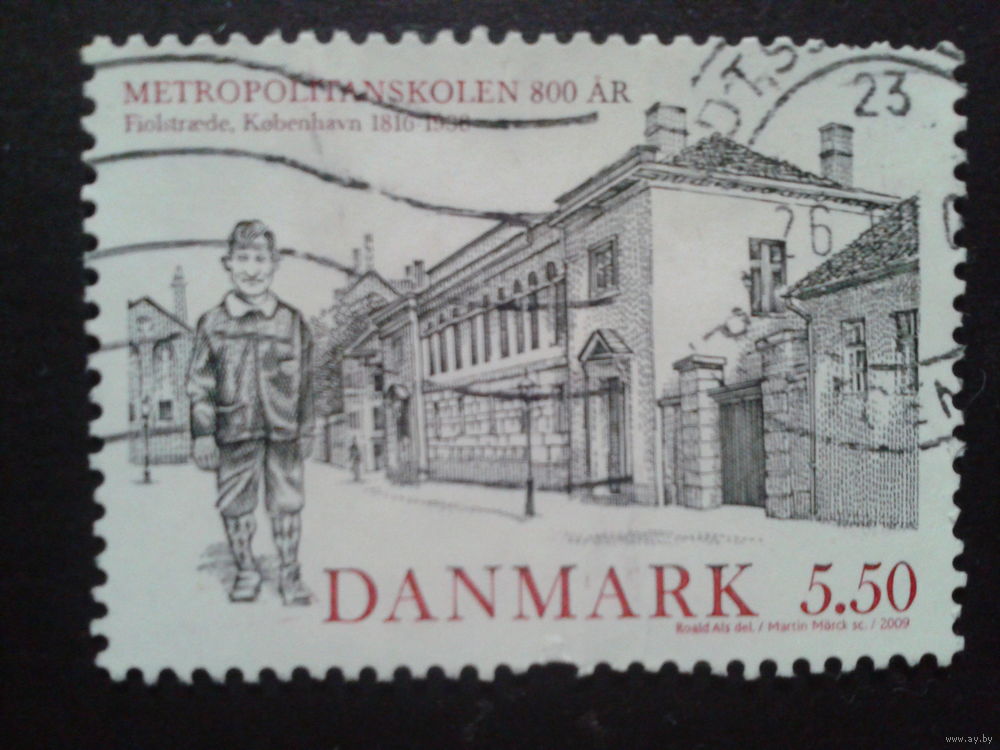 METROPOLITANSKOLEN 800 ÅR
Fiolstræde, København 1816-1938
23
26
DANMARK 5.50
Roald Als del. / Martin Mörck sc. / 2009
www.ay.by